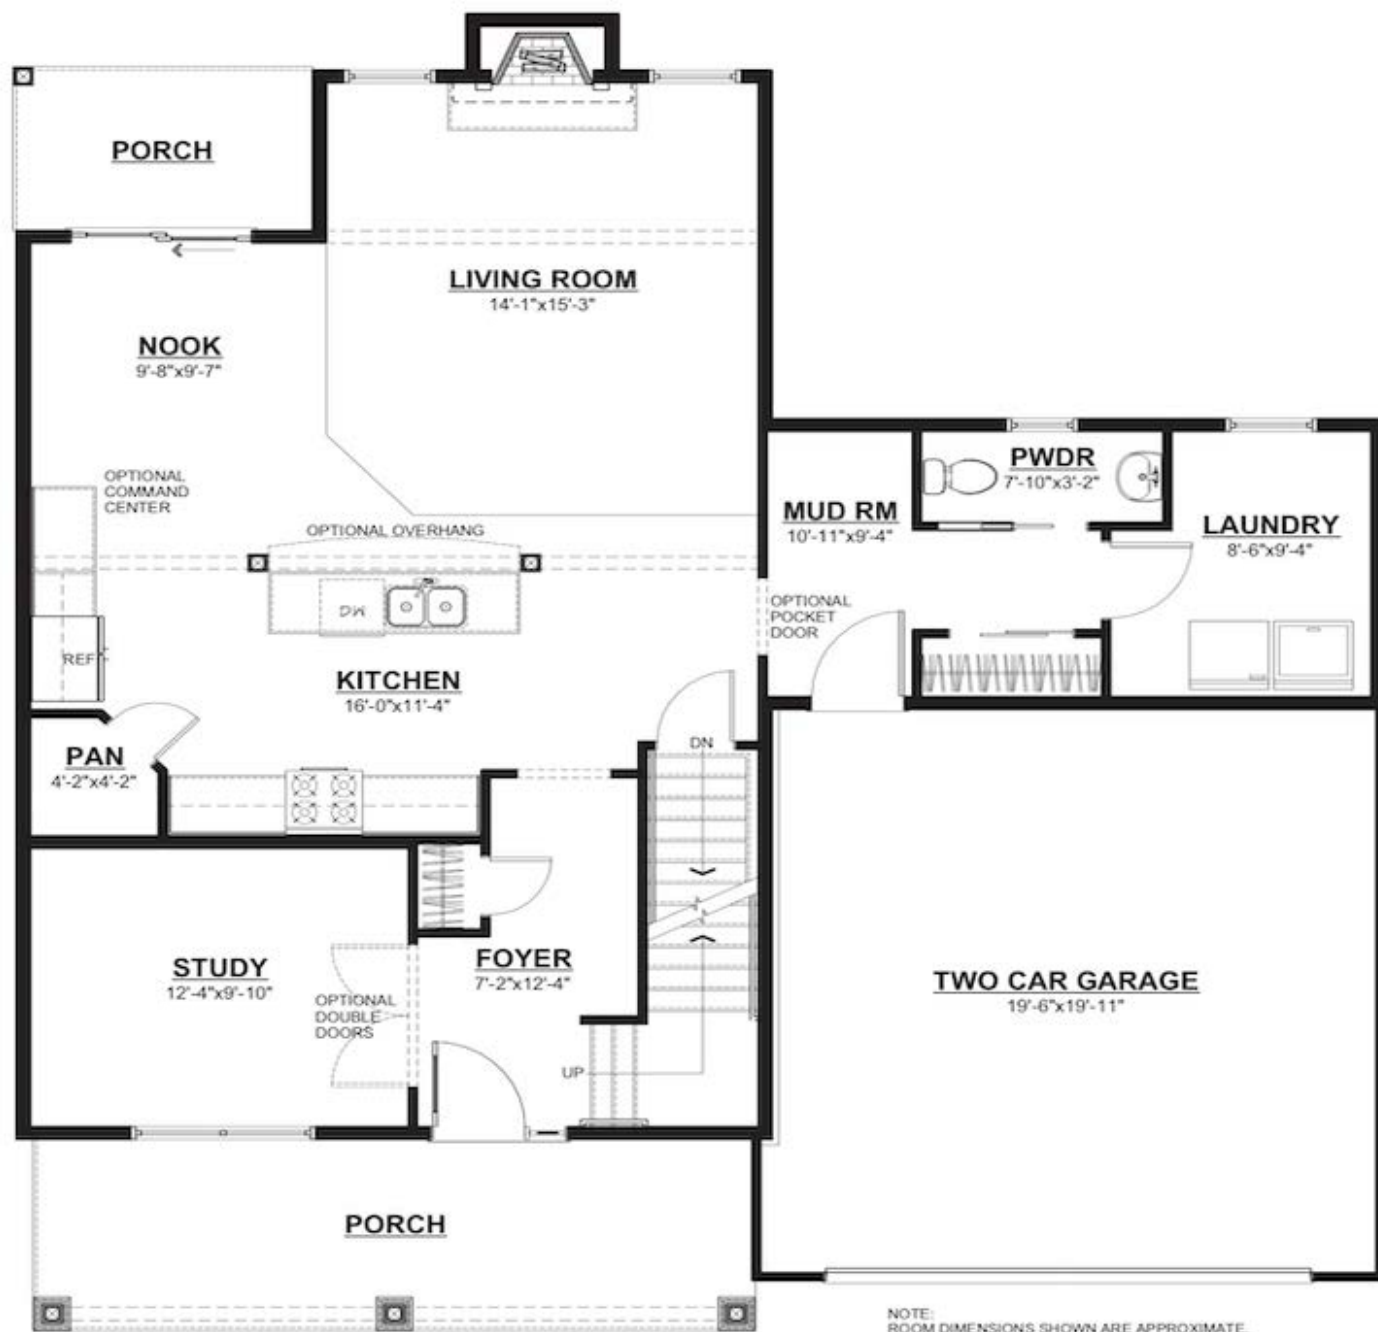 PORCH
LIVING ROOM
14'-1"x15'-3"
NOOK
9'-8"x9'-7"
OPTIONAL
COMMAND
CENTER
OPTIONAL OVERHANG
PWDR
7'-10"x3'-2"
MUD RM
10'-11"x9'-4"
LAUNDRY
8'-6"x9'-4"
OPTIONAL
POCKET
DOOR
DW
REF
KITCHEN
16'-0"x11'-4"
PAN
4'-2"x4'-2"
DN
STUDY
12'-4"x9'-10"
OPTIONAL
DOUBLE
DOORS
FOYER
7'-2"x12'-4"
UP
TWO CAR GARAGE
19'-6"x19'-11"
PORCH
NOTE:
ROOM DIMENSIONS SHOWN ARE APPROXIMATE.